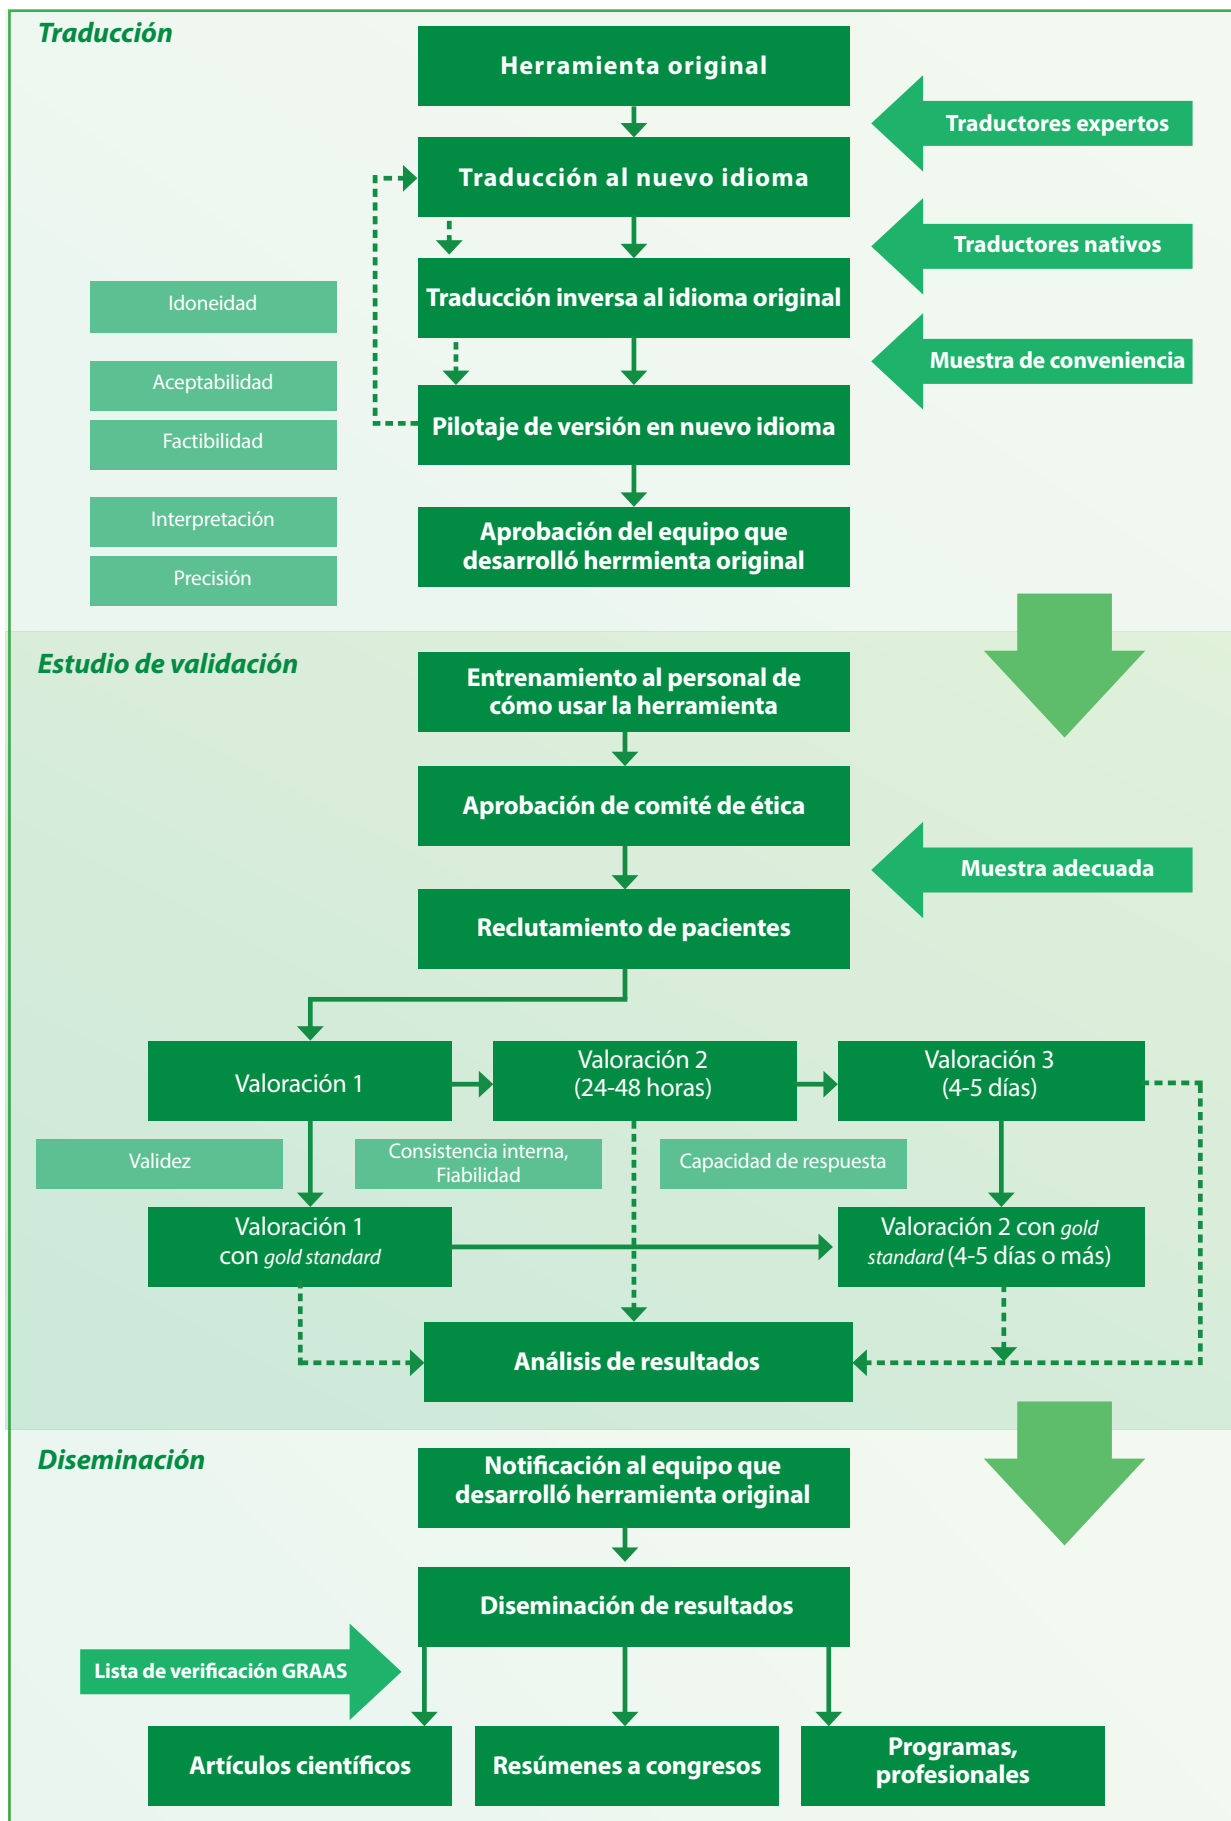 Traducción
Herramienta original
Traductores expertos
Traducción al nuevo idioma
Traductores nativos
Traducción inversa al idioma original
Idoneidad
Muestra de conveniencia
Aceptabilidad
Pilotaje de versión en nuevo idioma
Factibilidad
Interpretación
Aprobación del equipo que
desarrolló herrmienta original
Precisión
Estudio de validación
Entrenamiento al personal de
cómo usar la herramienta
Aprobación de comité de ética
Muestra adecuada
Reclutamiento de pacientes
Valoración 1
Valoración 2
(24-48 horas)
Valoración 3
(4-5 días)
Validez
Consistencia interna,
Fiabilidad
Capacidad de respuesta
Valoración 1
con gold standard
Valoración 2 con gold
standard (4-5 días o más)
Análisis de resultados
Diseminación
Notificación al equipo que
desarrolló herramienta original
Diseminación de resultados
Lista de verificación GRAAS
Artículos científicos
Resúmenes a congresos
Programas,
profesionales